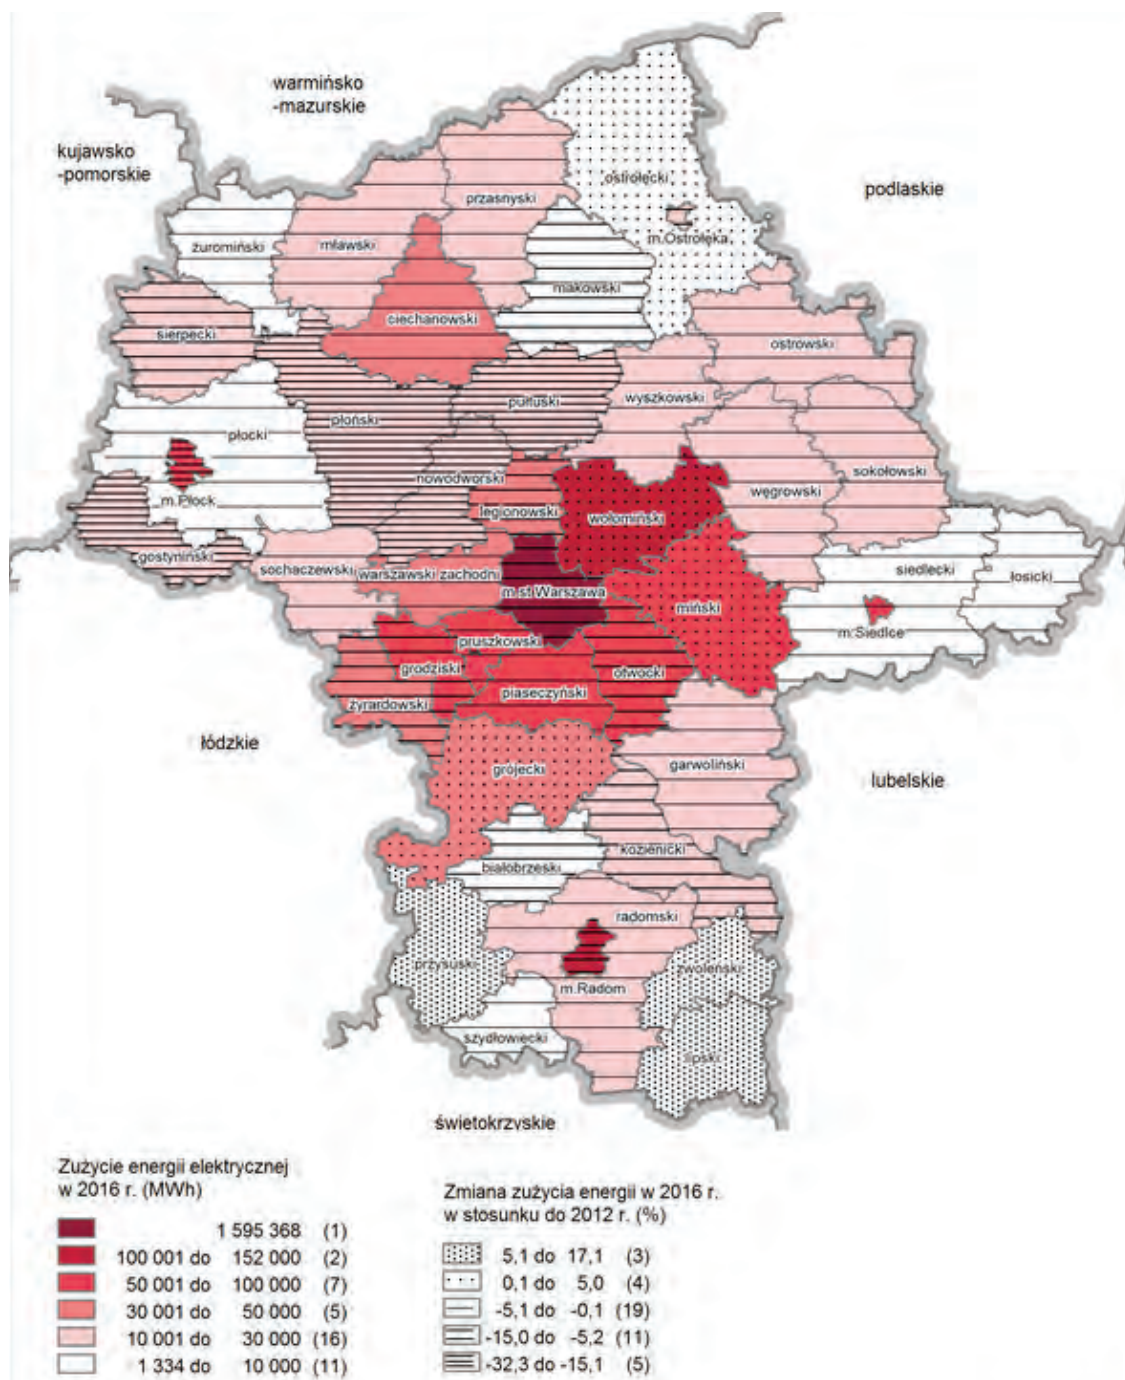 warmińsko
-mazurskie
kujawsko
-pomorskie
podlaskie
ostrołęcki
przasnyski
m.Ostrołęka
żuromiński
mławski
makowski
ciechanowski
sierpecki
ostrowski
wyszkowski
pułtuski
płoński
płocki
sokołowski
nowodworski
węgrowski
m.Płock
legionowski
wołomiński
gostyniński
sochaczewski
warszawski zachodni
siedlecki
łosicki
m.st.Warszawa
miński
m.Siedlce
pruszkowski
grodziski
otwocki
piaseczyński
żyrardowski
łódzkie
grójecki
garwoliński
lubelskie
kozienicki
białobrzeski
radomski
przysuski
zwoleński
m.Radom
szydłowiecki
lipski
świetokrzyskie
Zużycie energii elektrycznej
w 2016 r. (MWh)
1 595 368 (1)
100 001 do 152 000 (2)
50 001 do 100 000 (7)
30 001 do 50 000 (5)
10 001 do 30 000 (16)
1 334 do 10 000 (11)
Zmiana zużycia energii w 2016 r.
w stosunku do 2012 r. (%)
5,1 do 17,1 (3)
0,1 do 5,0 (4)
-5,1 do -0,1 (19)
-15,0 do -5,2 (11)
-32,3 do -15,1 (5)